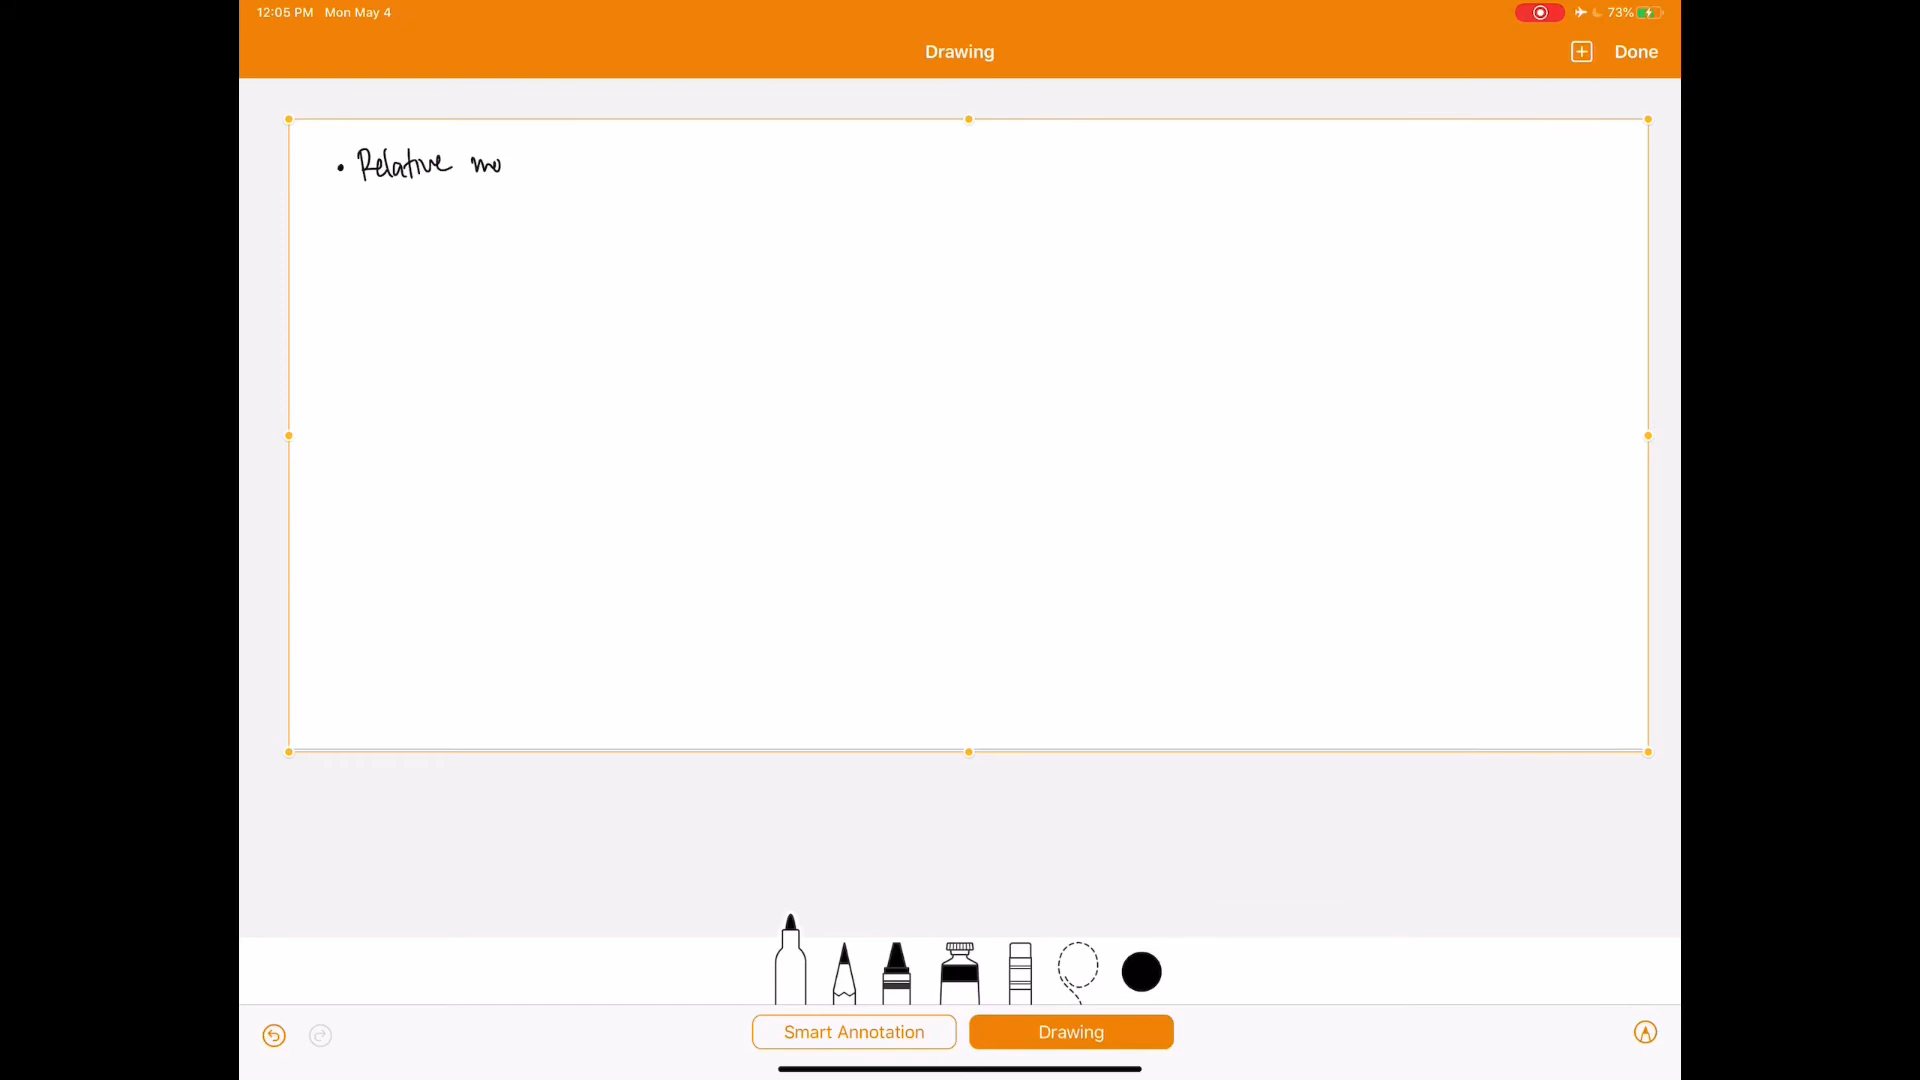 12:05 PM Mon May 4 73%
Drawing Done
• Relative mo
Smart Annotation Drawing